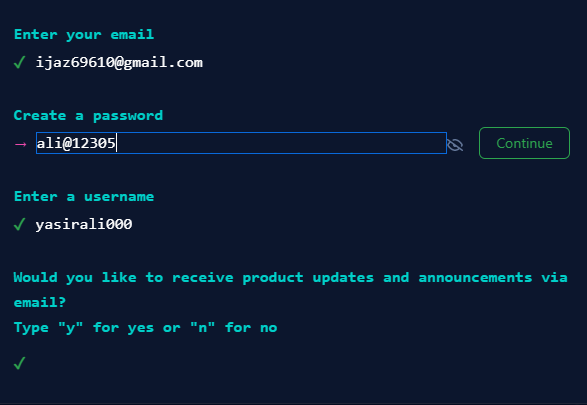 Enter your email
✓ ijaz69610@gmail.com
Create a password
→ ali@12305
Continue
Enter a username
✓ yasirali000
Would you like to receive product updates and announcements via
email?
Type "y" for yes or "n" for no
✓